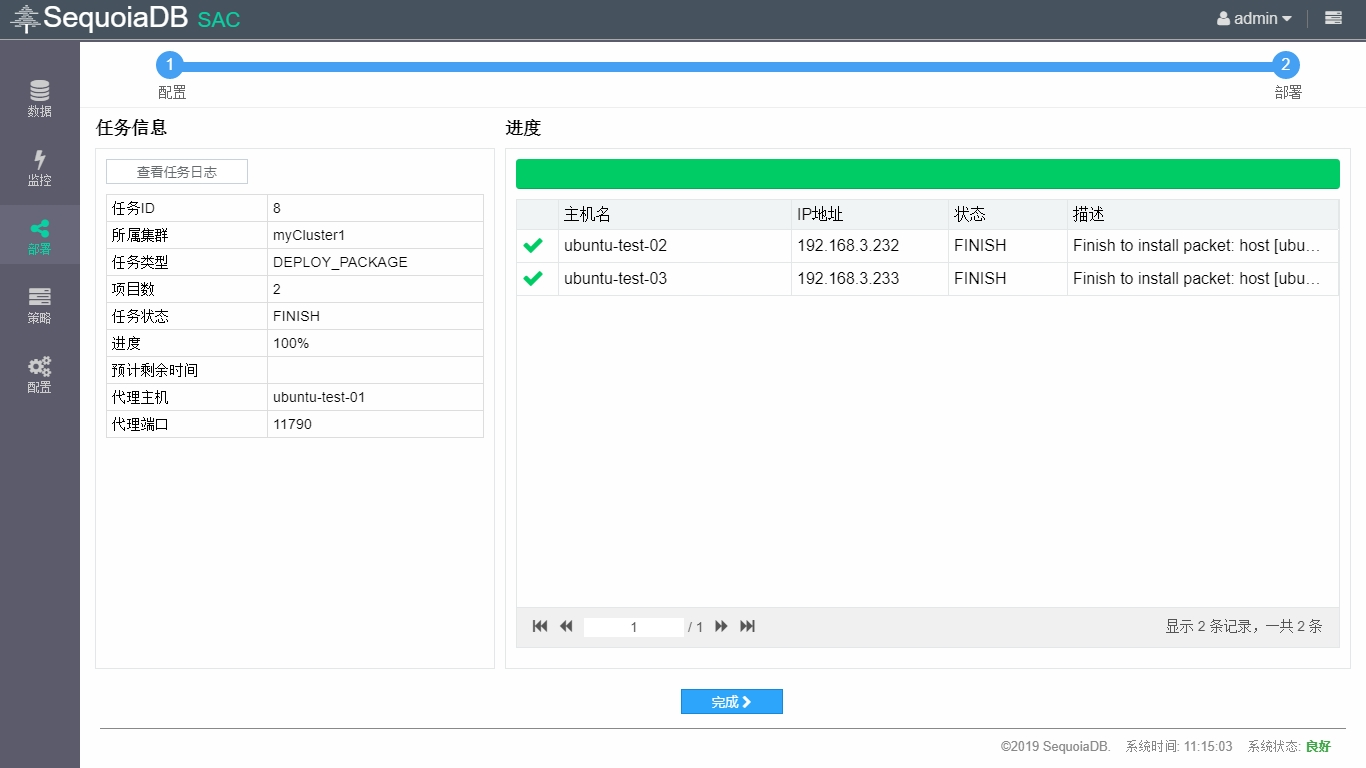 SequoiaDB SAC
admin
1
2
配置
部署
数据
监控
部署
策略
配置
任务信息
查看任务日志
任务ID 8
所属集群 myCluster1
任务类型 DEPLOY_PACKAGE
项目数 2
任务状态 FINISH
进度 100%
预计剩余时间
代理主机 ubuntu-test-01
代理端口 11790
进度
主机名 IP地址 状态 描述
ubuntu-test-02 192.168.3.232 FINISH Finish to install packet: host [ubu…
ubuntu-test-03 192.168.3.233 FINISH Finish to install packet: host [ubu…
1 / 1
显示 2 条记录，一共 2 条
完成
©2019 SequoiaDB. 系统时间: 11:15:03 系统状态: 良好